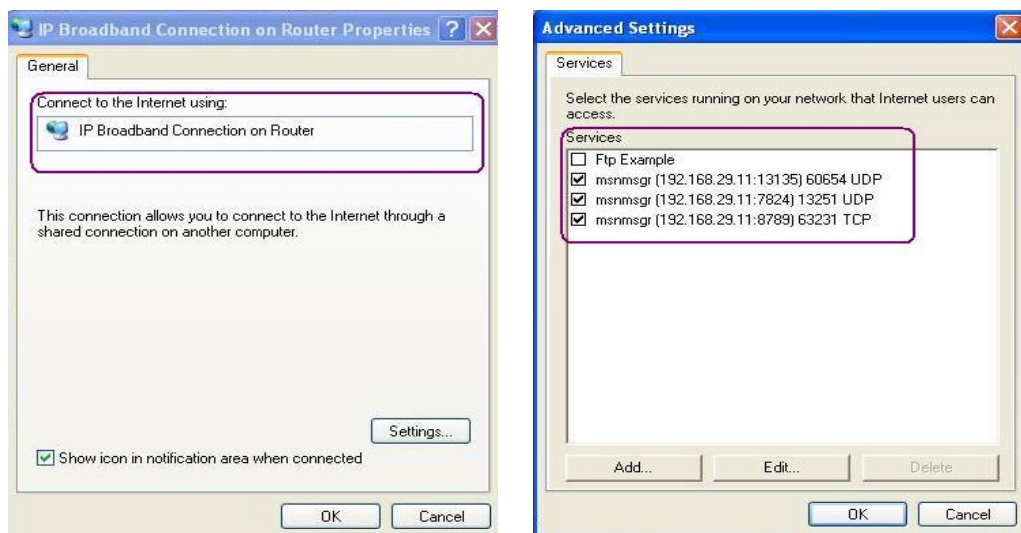 IP Broadband Connection on Router Properties
General
Connect to the Internet using:
IP Broadband Connection on Router
This connection allows you to connect to the Internet through a
shared connection on another computer.
Settings...
Show icon in notification area when connected
OK
Cancel
Advanced Settings
Services
Select the services running on your network that Internet users can
access.
Services
Ftp Example
msnmsgr (192.168.29.11:13135) 60654 UDP
msnmsgr (192.168.29.11:7824) 13251 UDP
msnmsgr (192.168.29.11:8789) 63231 TCP
Add...
Edit...
Delete
OK
Cancel